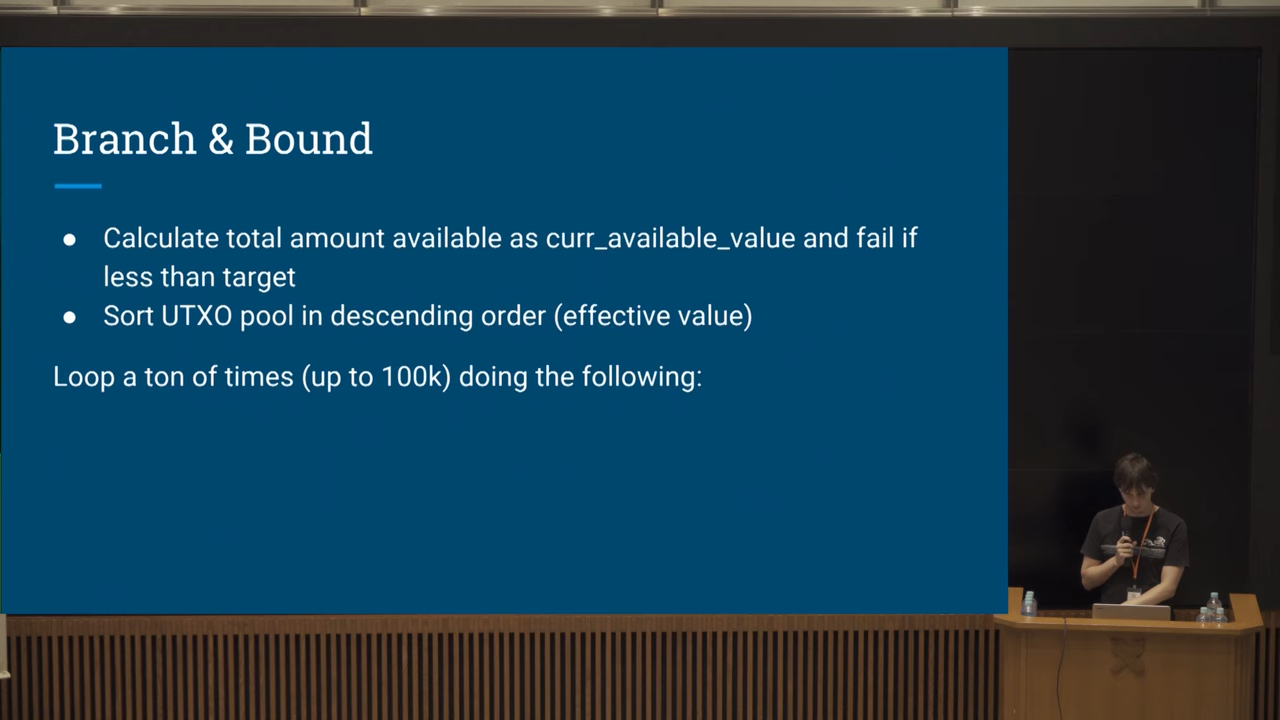 Branch & Bound
● Calculate total amount available as curr_available_value and fail if
less than target
● Sort UTXO pool in descending order (effective value)
Loop a ton of times (up to 100k) doing the following: